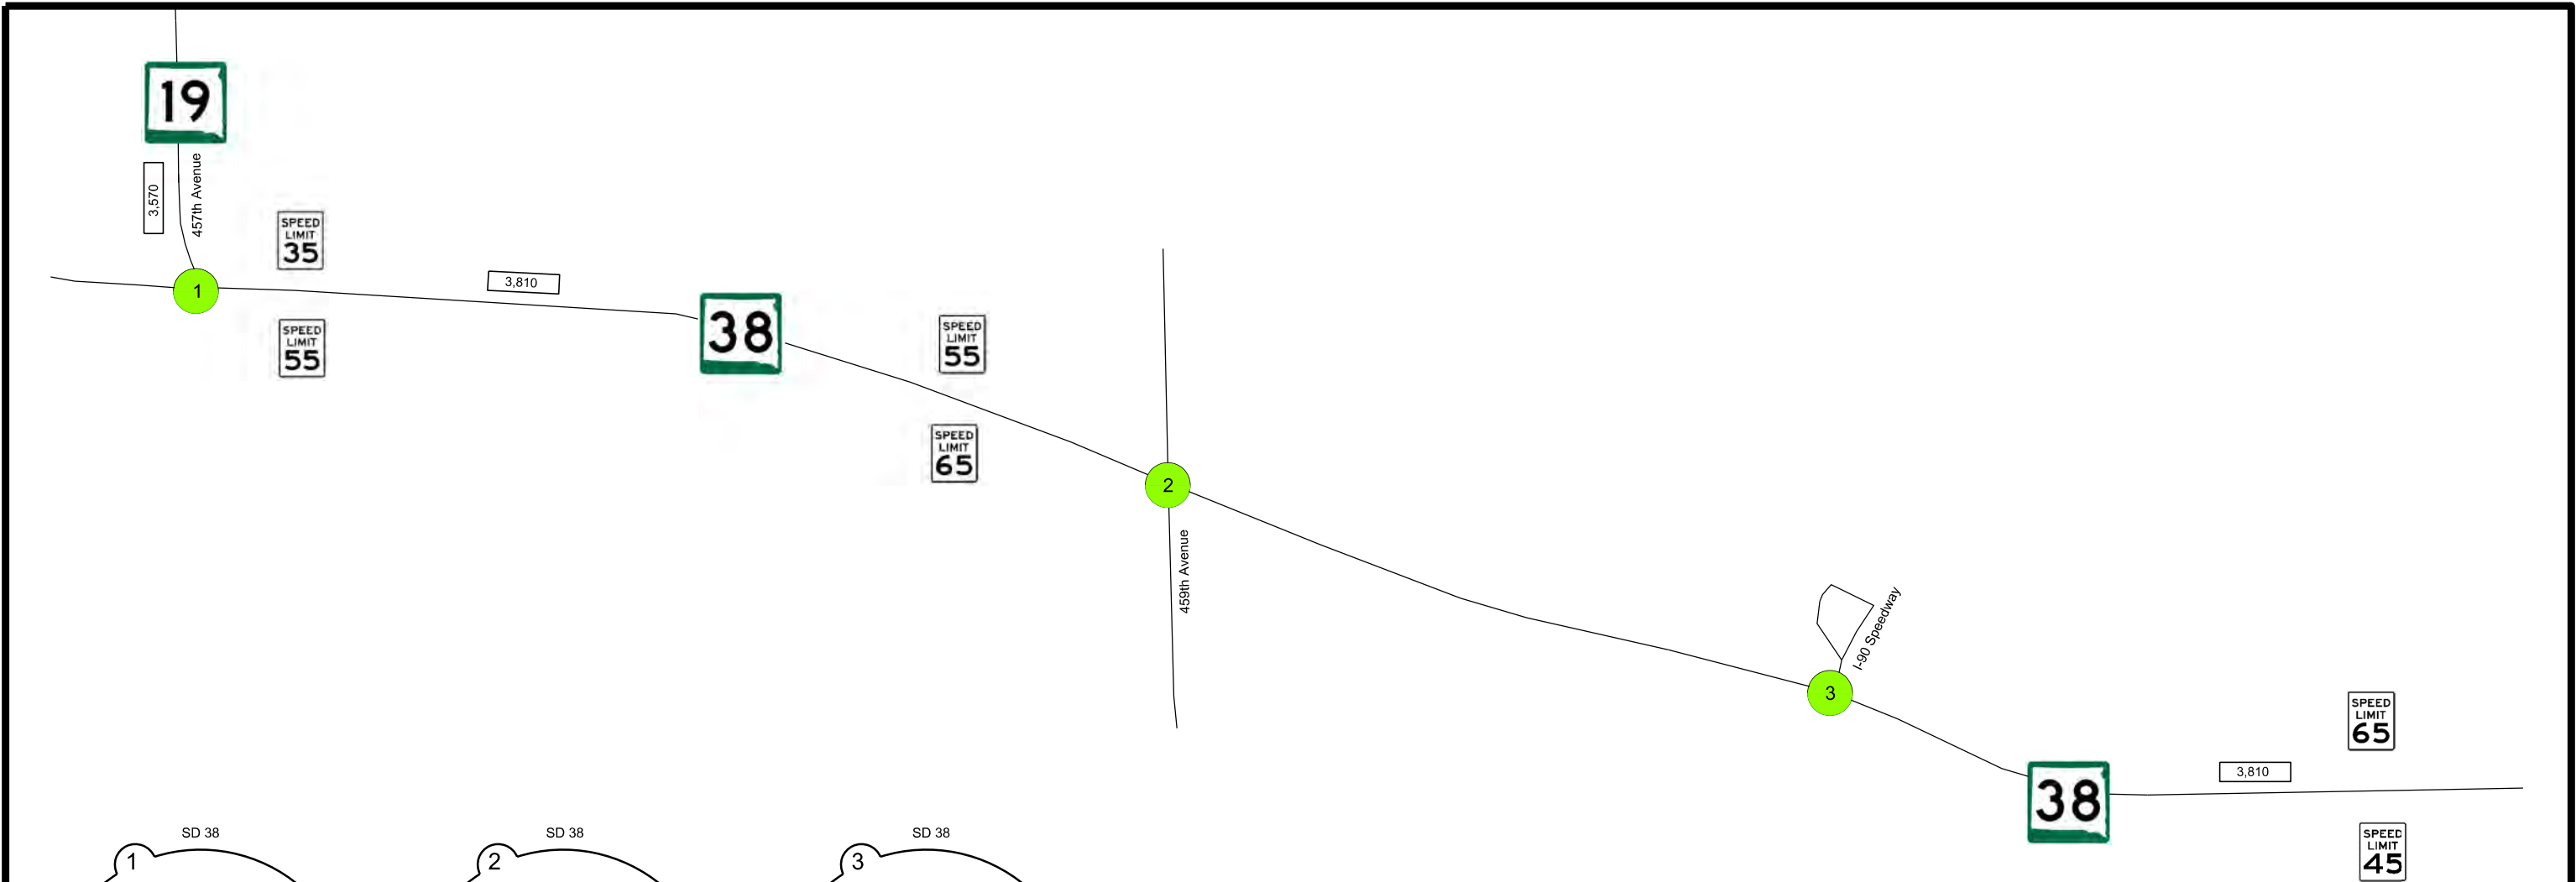 19
3,570
457th Avenue
SPEED
LIMIT
35
1
3,810
SPEED
LIMIT
55
38
SPEED
LIMIT
55
SPEED
LIMIT
65
2
459th Avenue
I-90 Speedway
3
SPEED
LIMIT
65
3,810
38
SPEED
LIMIT
45
SD 38
1
SD 38
2
SD 38
3